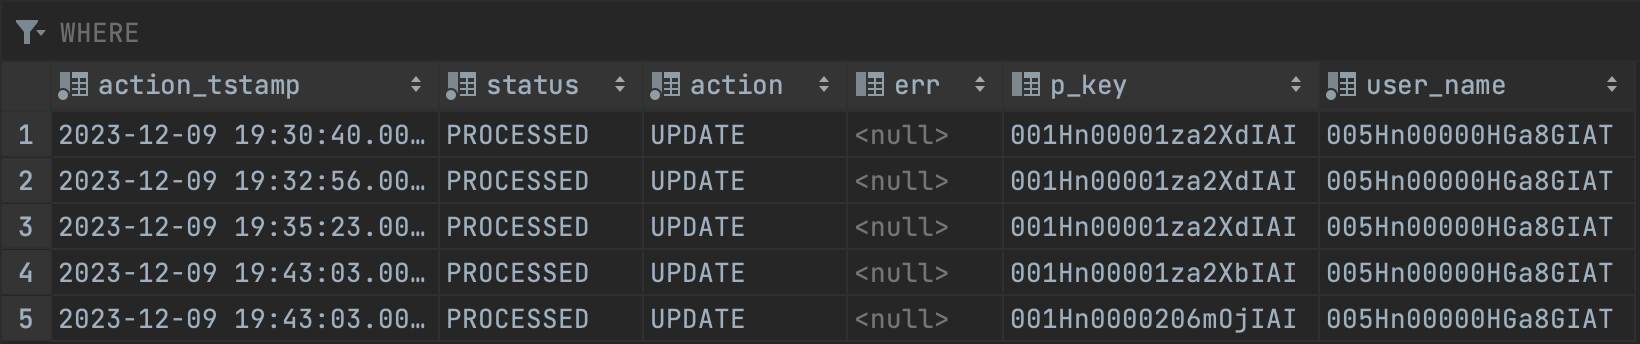 WHERE
action_tstamp status action err p_key user_name
1 2023-12-09 19:30:40.00… PROCESSED UPDATE <null> 001Hn00001za2XdIAI 005Hn00000HGa8GIAT
2 2023-12-09 19:32:56.00… PROCESSED UPDATE <null> 001Hn00001za2XdIAI 005Hn00000HGa8GIAT
3 2023-12-09 19:35:23.00… PROCESSED UPDATE <null> 001Hn00001za2XdIAI 005Hn00000HGa8GIAT
4 2023-12-09 19:43:03.00… PROCESSED UPDATE <null> 001Hn00001za2XbIAI 005Hn00000HGa8GIAT
5 2023-12-09 19:43:03.00… PROCESSED UPDATE <null> 001Hn0000206mOjIAI 005Hn00000HGa8GIAT